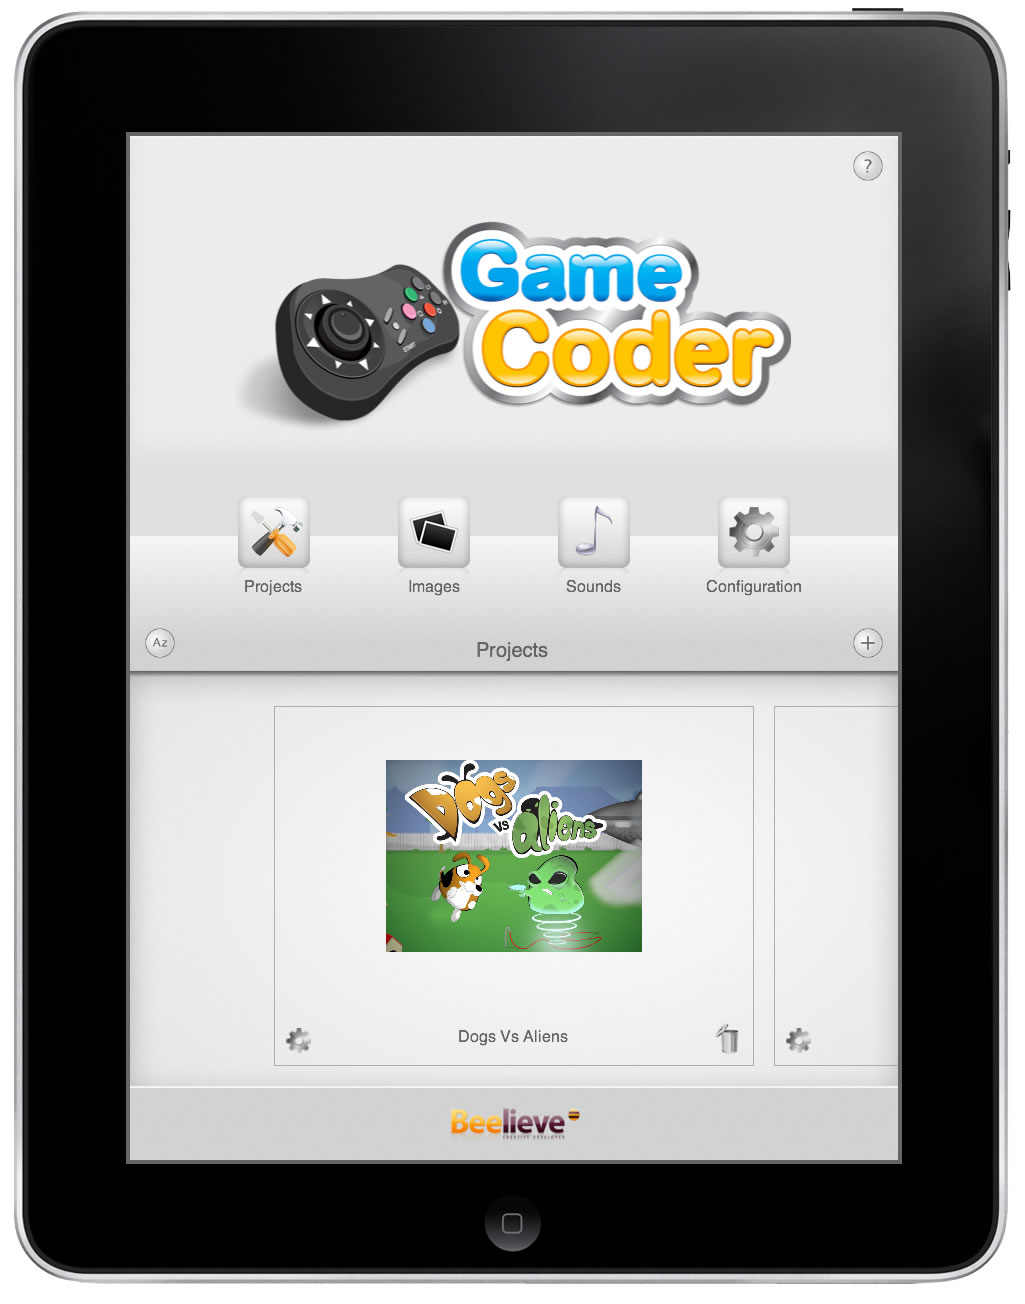 ?
Game
Coder
START
Projects
Images
Sounds
Configuration
Az
Projects
+
Dogs
vs
aliens
Dogs Vs Aliens
Beelieve
CREATIVE DEVELOPER